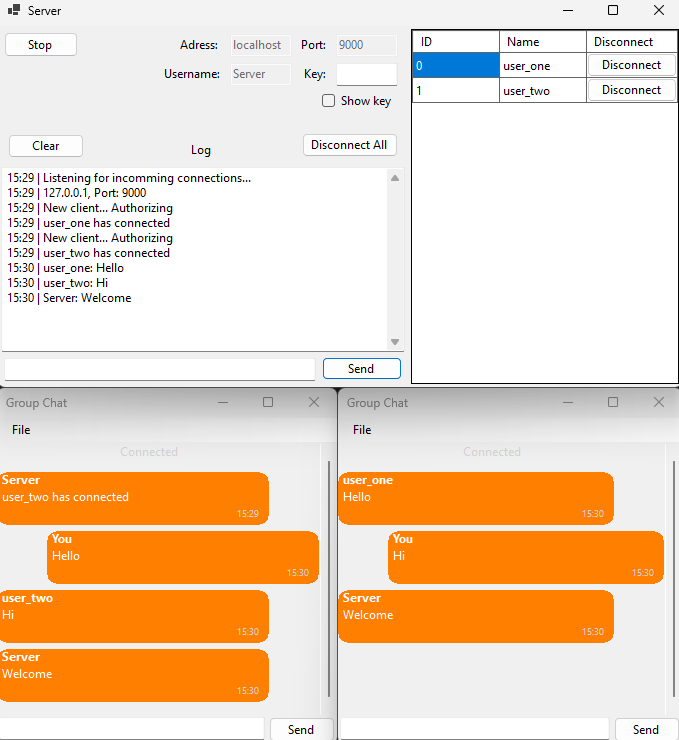 Server
Stop
Adress: localhost Port: 9000
Username: Server Key:
Show key
Clear
Log
Disconnect All
15:29 | Listening for incomming connections...
15:29 | 127.0.0.1, Port: 9000
15:29 | New client... Authorizing
15:29 | user_one has connected
15:29 | New client... Authorizing
15:29 | user_two has connected
15:30 | user_one: Hello
15:30 | user_two: Hi
15:30 | Server: Welcome
Send
ID Name Disconnect
0 user_one Disconnect
1 user_two Disconnect
Group Chat
File
Connected
Server
user_two has connected
15:29
You
Hello
15:30
user_two
Hi
15:30
Server
Welcome
15:30
Send
Group Chat
File
Connected
user_one
Hello
15:30
You
Hi
15:30
Server
Welcome
15:30
Send